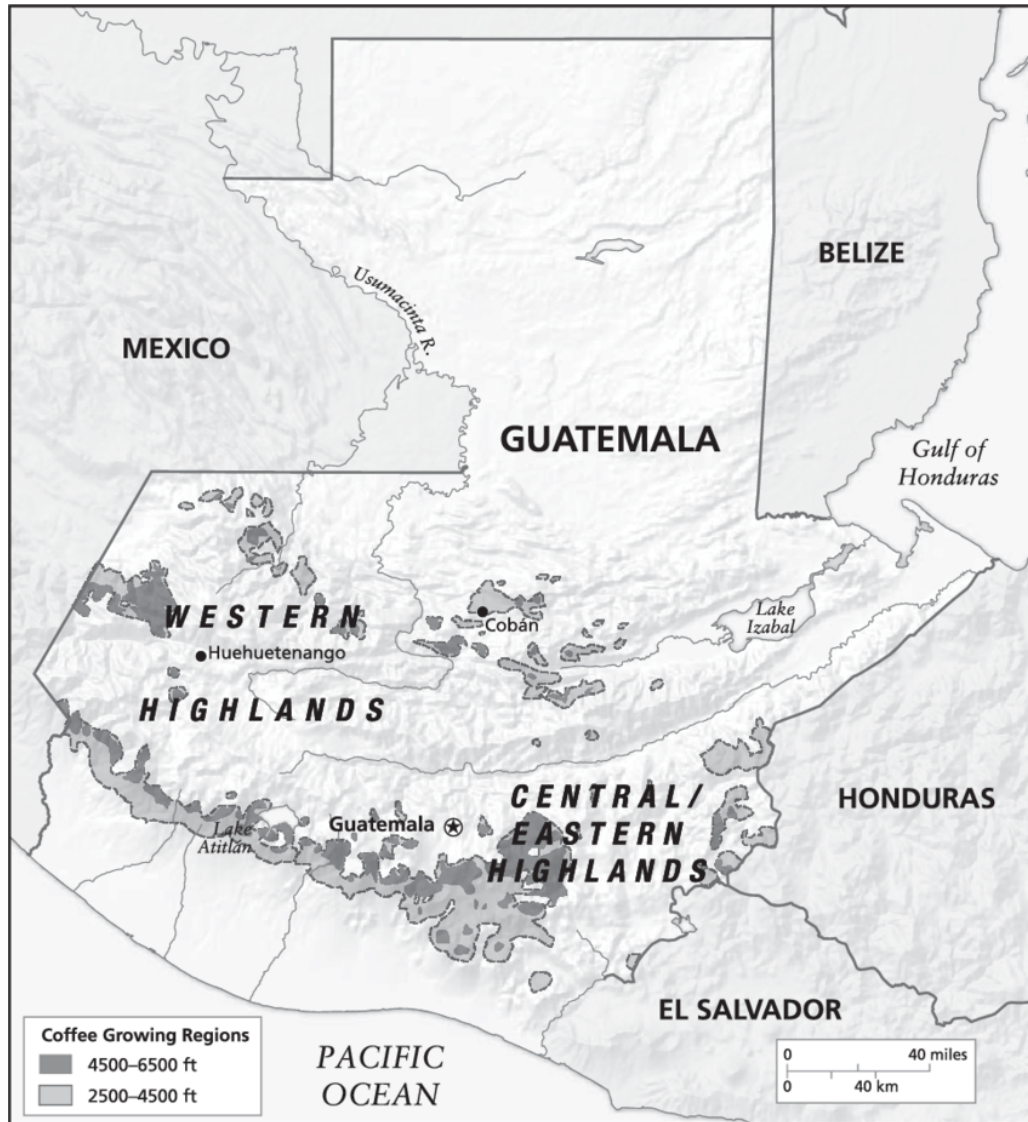 BELIZE
Usumacinta R.
MEXICO
GUATEMALA
Gulf of
Honduras
WESTERN
Cobán
Lake
Izabal
Huehuetenango
HIGHLANDS
CENTRAL/
EASTERN
HIGHLANDS
HONDURAS
Lake
Atitlán
Guatemala
EL SALVADOR
PACIFIC
OCEAN
Coffee Growing Regions
4500–6500 ft
2500–4500 ft
0 40 miles
0 40 km